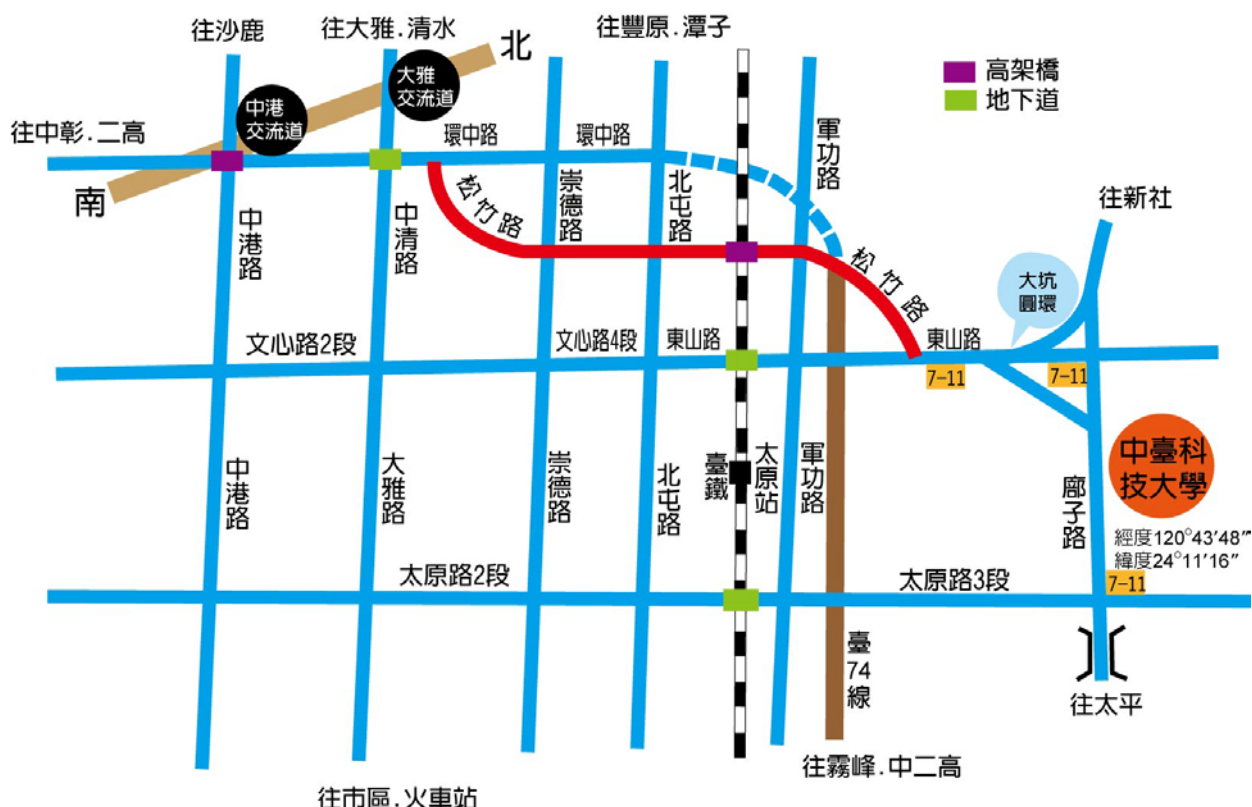 往沙鹿
往大雅.清水
北
往豐原.潭子
高架橋
地下道
大雅
交流道
中港
交流道
往中彰.二高
環中路
環中路
軍功路
南
松竹路
崇德路
北屯路
中港路
中清路
松竹路
往新社
大坑
圓環
文心路2段
文心路4段
東山路
東山路
7-11
7-11
中臺科
技大學
中港路
大雅路
崇德路
北屯路
臺鐵
太原站
軍功路
廍子路
經度120°43'48"
緯度24°11'16"
7-11
太原路2段
太原路3段
臺74線
往太平
往霧峰.中二高
往市區.火車站